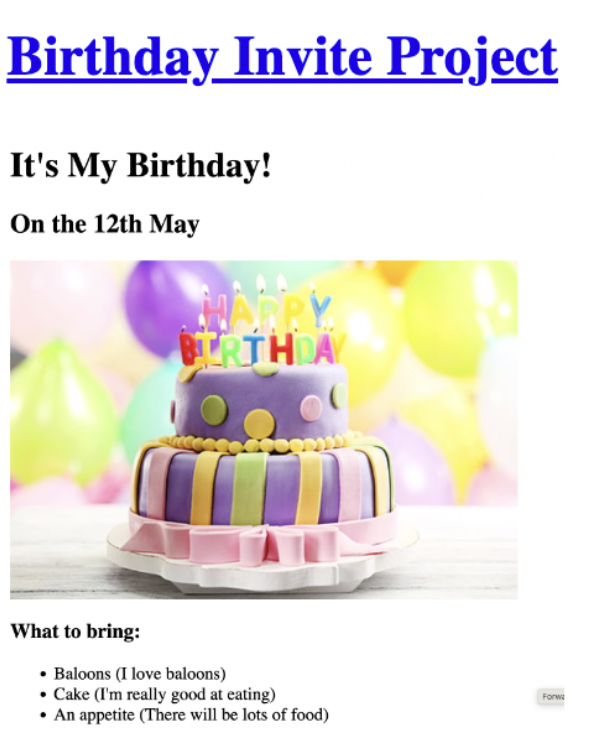 Birthday Invite Project
It's My Birthday!
On the 12th May
HAPPY
BIRTHDAY
What to bring:
Baloons (I love baloons)
Cake (I'm really good at eating)
An appetite (There will be lots of food)